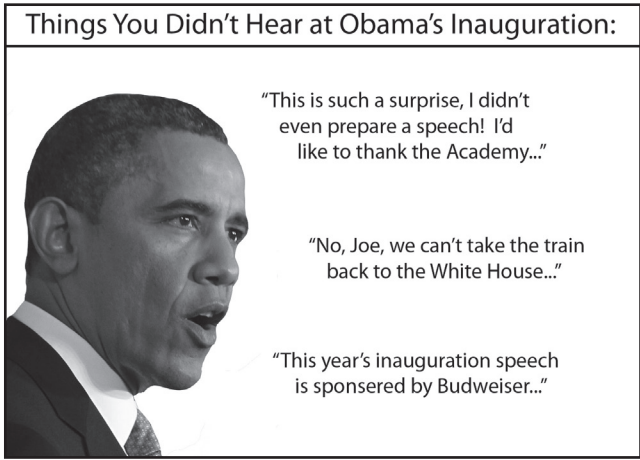 Things You Didn’t Hear at Obama’s Inauguration:
“This is such a surprise, I didn’t
even prepare a speech! I’d
like to thank the Academy...”
“No, Joe, we can’t take the train
back to the White House...”
“This year’s inauguration speech
is sponsered by Budweiser...”